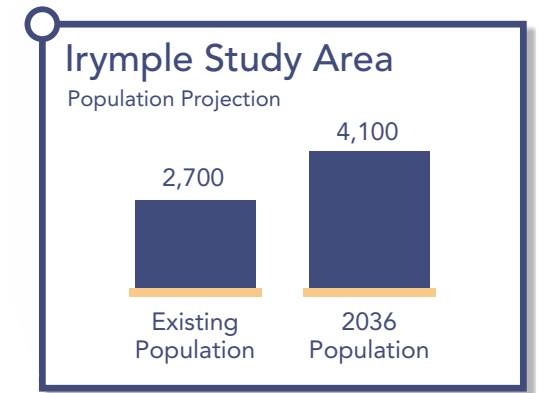 Irymple Study Area
Population Projection
2,700
4,100
Existing
Population
2036
Population